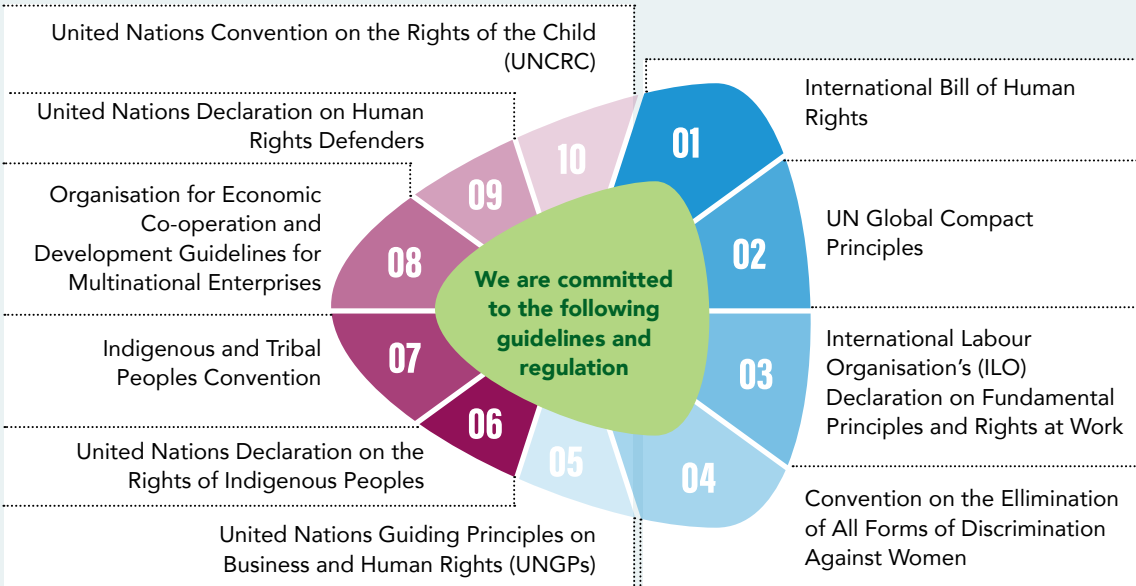 We are committed
to the following
guidelines and
regulation
01
International Bill of Human
Rights
02
UN Global Compact
Principles
03
International Labour
Organisation's (ILO)
Declaration on Fundamental
Principles and Rights at Work
04
Convention on the Ellimination
of All Forms of Discrimination
Against Women
05
United Nations Guiding Principles on
Business and Human Rights (UNGPs)
06
United Nations Declaration on the
Rights of Indigenous Peoples
07
Indigenous and Tribal
Peoples Convention
08
Organisation for Economic
Co-operation and
Development Guidelines for
Multinational Enterprises
09
United Nations Declaration on Human
Rights Defenders
10
United Nations Convention on the Rights of the Child
(UNCRC)